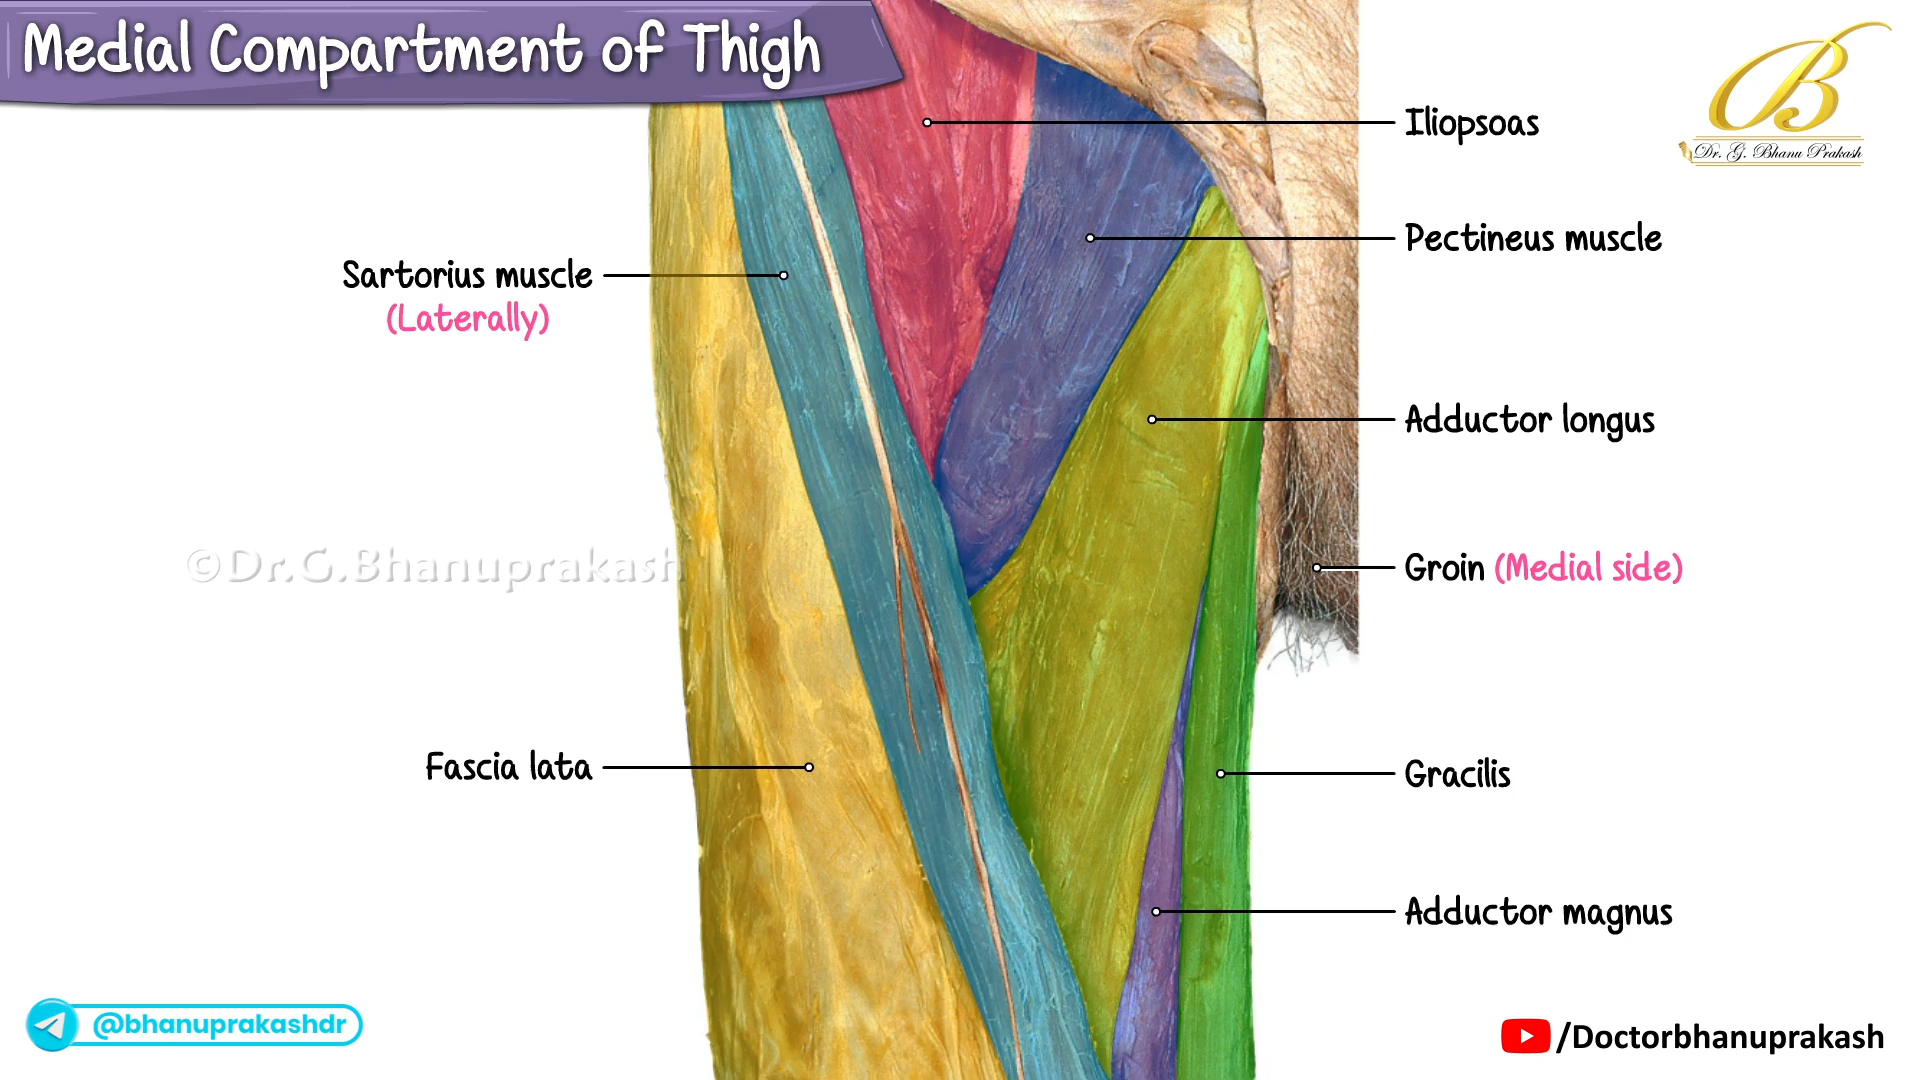 Medial Compartment of Thigh
B
Dr. G. Bhanu Prakash
Iliopsoas
Pectineus muscle
Sartorius muscle
(Laterally)
Adductor longus
©Dr.G.Bhanuprakash
Groin (Medial side)
Fascia lata
Gracilis
Adductor magnus
@bhanuprakashdr
/Doctorbhanuprakash